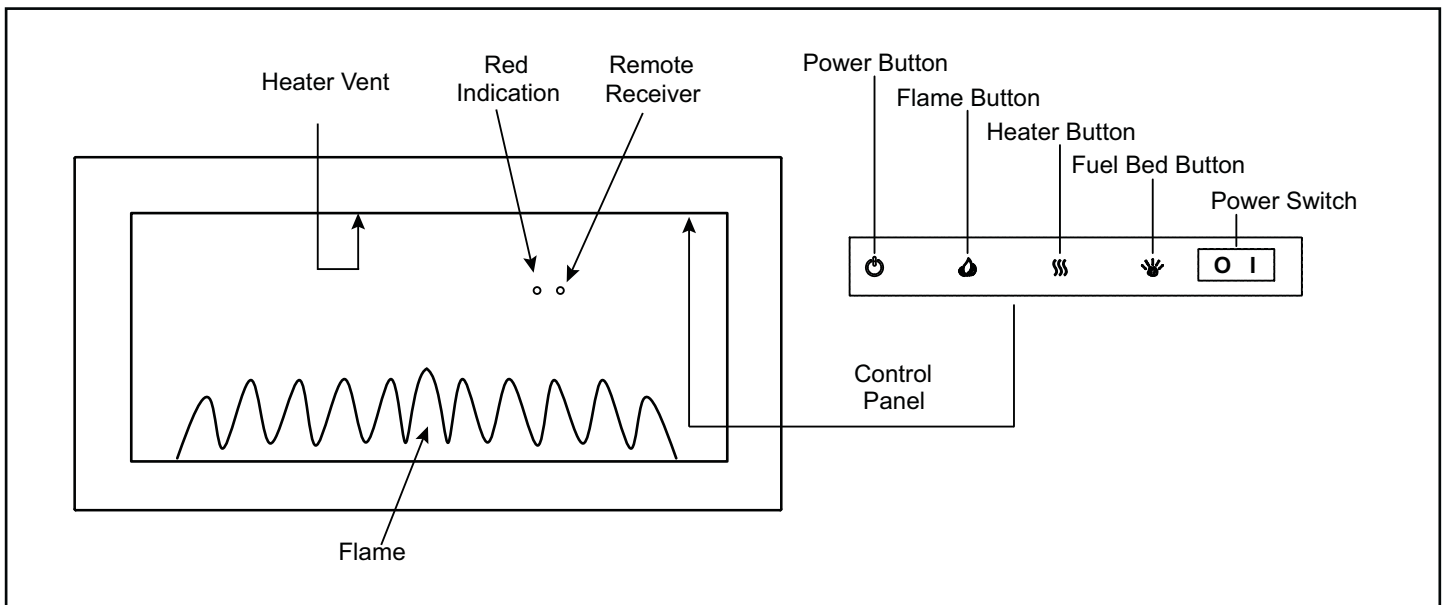 Heater Vent
Red
Indication
Remote
Receiver
Power Button
Flame Button
Heater Button
Fuel Bed Button
Power Switch
O I
Control
Panel
Flame